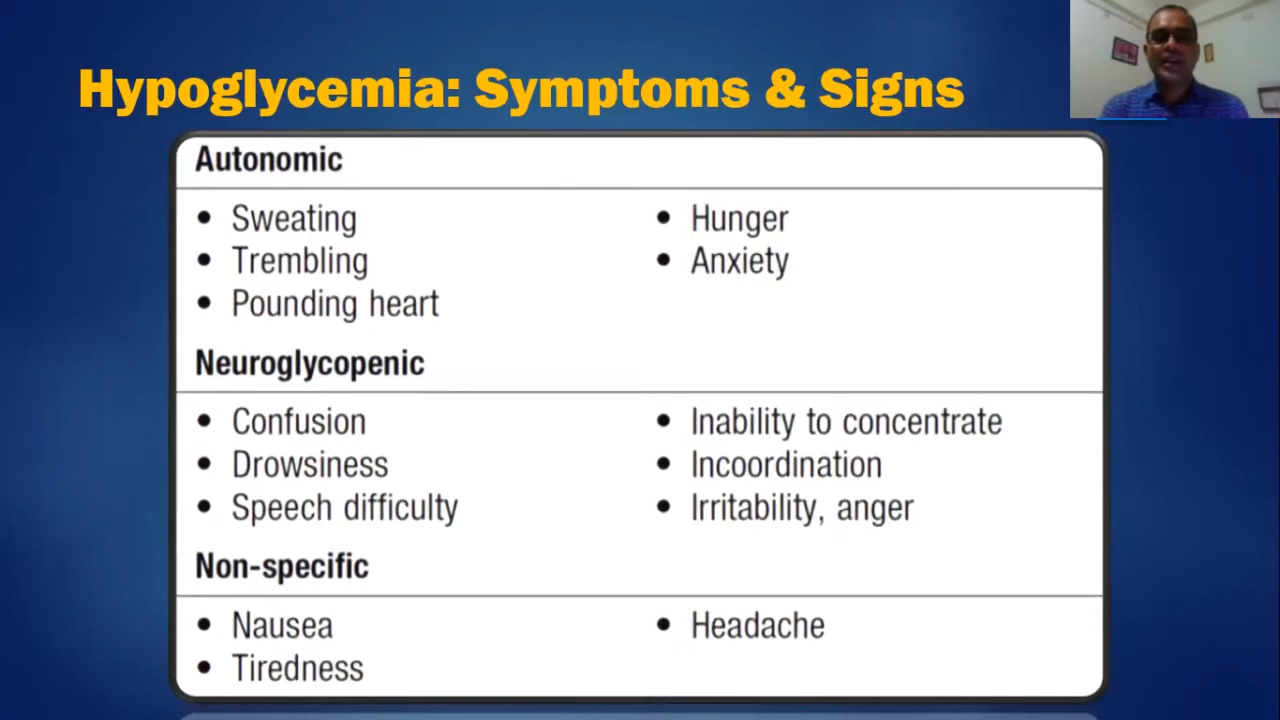 Hypoglycemia: Symptoms & Signs
Autonomic
• Sweating
• Trembling
• Pounding heart
• Hunger
• Anxiety
Neuroglycopenic
• Confusion
• Drowsiness
• Speech difficulty
• Inability to concentrate
• Incoordination
• Irritability, anger
Non-specific
• Nausea
• Tiredness
• Headache